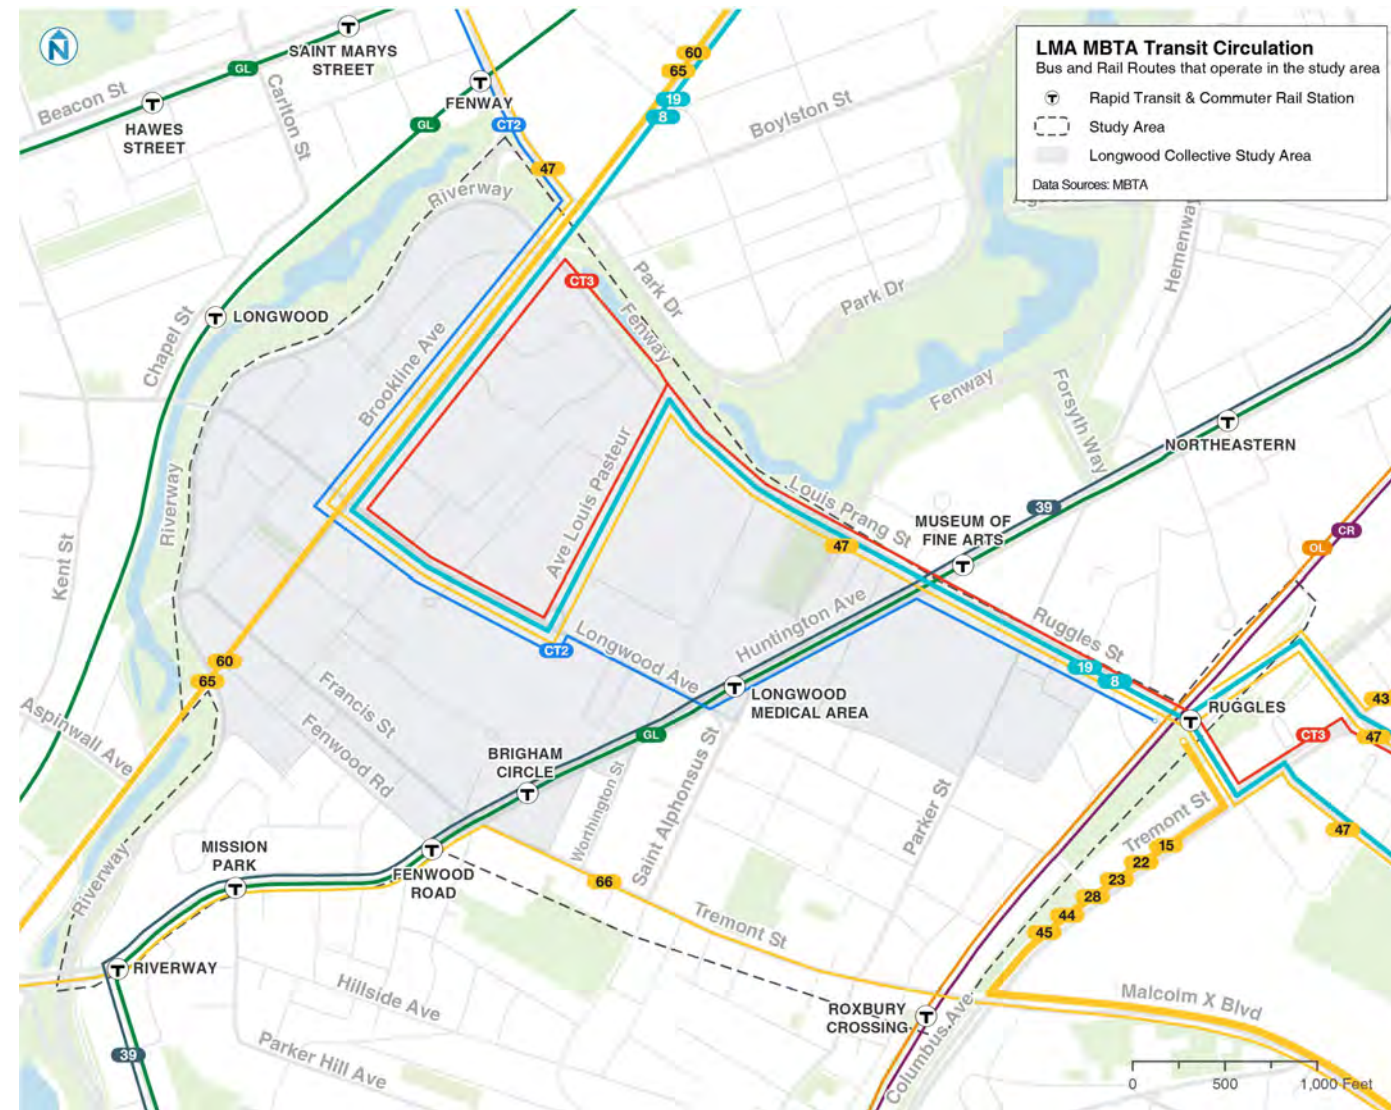 N
LMA MBTA Transit Circulation
Bus and Rail Routes that operate in the study area
T Rapid Transit & Commuter Rail Station
Study Area
Longwood Collective Study Area
Data Sources: MBTA
SAINT MARYS
STREET
GL
Beacon St
HAWES
STREET
Carlton St
FENWAY
GL
CT2
47
60
65
19
8
Boylston St
Riverway
Hemenway
CT3
Park Dr
Park Dr
Fenway
LONGWOOD
Chapel St
Brookline Ave
Fenway
Forsyth Way
NORTHEASTERN
Ave Louis Pasteur
Louis Prang St
47
MUSEUM OF
FINE ARTS
39
CR
OL
Riverway
Kent St
Huntington Ave
Ruggles St
19
8
Longwood Ave
CT2
60
65
Francis St
Fenwood Rd
Aspinwall Ave
LONGWOOD
MEDICAL AREA
RUGGLES
43
47
CT3
GL
BRIGHAM
CIRCLE
Worthington St
Saint Alphonsus St
Parker St
Tremont St
15
22
23
28
44
45
47
MISSION
PARK
FENWOOD
ROAD
66
Tremont St
Riverway
RIVERWAY
Hillside Ave
Parker Hill Ave
39
ROXBURY
CROSSING
Columbus Ave
Malcolm X Blvd
0 500 1,000 Feet